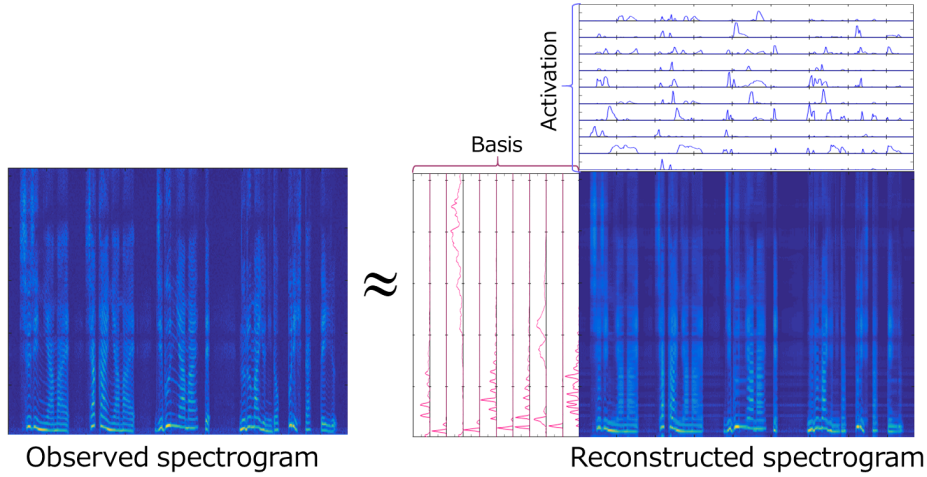 Activation
Basis
≈
Observed spectrogram
Reconstructed spectrogram